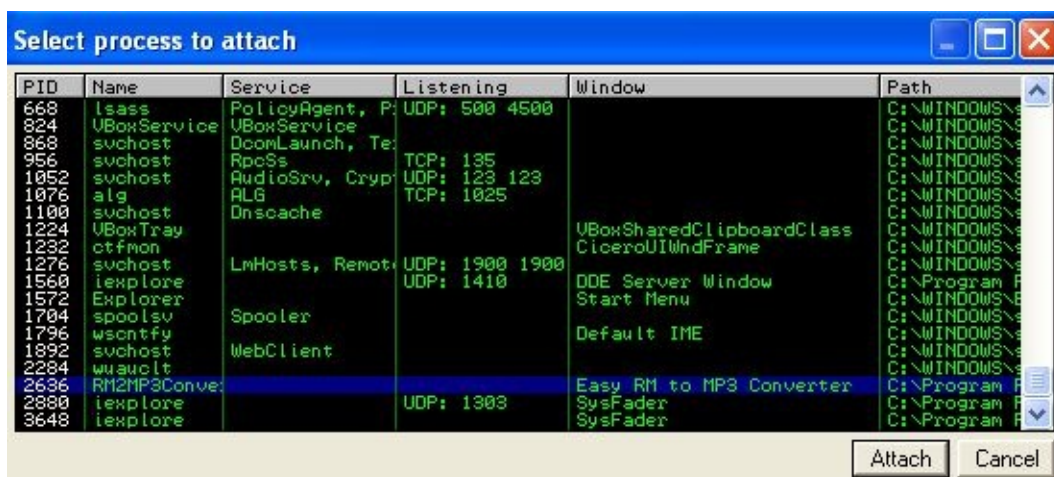 Select process to attach
PID Name Service Listening Window Path
668 lsass PolicyAgent, P UDP: 500 4500 C:\WINDOWS\s
824 VBoxService VBoxService C:\WINDOWS\S
868 svchost DcomLaunch, Te: C:\WINDOWS\s
956 svchost RpcSs TCP: 135 C:\WINDOWS\s
1052 svchost AudioSrv, Cryp UDP: 123 123 C:\WINDOWS\s
1076 alg ALG TCP: 1025 C:\WINDOWS\s
1100 svchost Dnscache C:\WINDOWS\s
1224 VBoxTray VBoxSharedClipboardClass C:\WINDOWS\s
1232 ctfmon CiceroUIWndFrame C:\WINDOWS\s
1276 svchost LmHosts, Remot UDP: 1900 1900 C:\WINDOWS\s
1560 iexplore UDP: 1410 DDE Server Window C:\Program F
1572 Explorer Start Menu C:\WINDOWS\E
1704 spoolsv Spooler C:\WINDOWS\s
1796 wscntfy Default IME C:\WINDOWS\s
1892 svchost WebClient C:\WINDOWS\s
2284 wuauclt C:\WINDOWS\s
2636 RM2MP3Conve: Easy RM to MP3 Converter C:\Program F
2880 iexplore UDP: 1303 SysFader C:\Program F
3648 iexplore SysFader C:\Program F
Attach Cancel